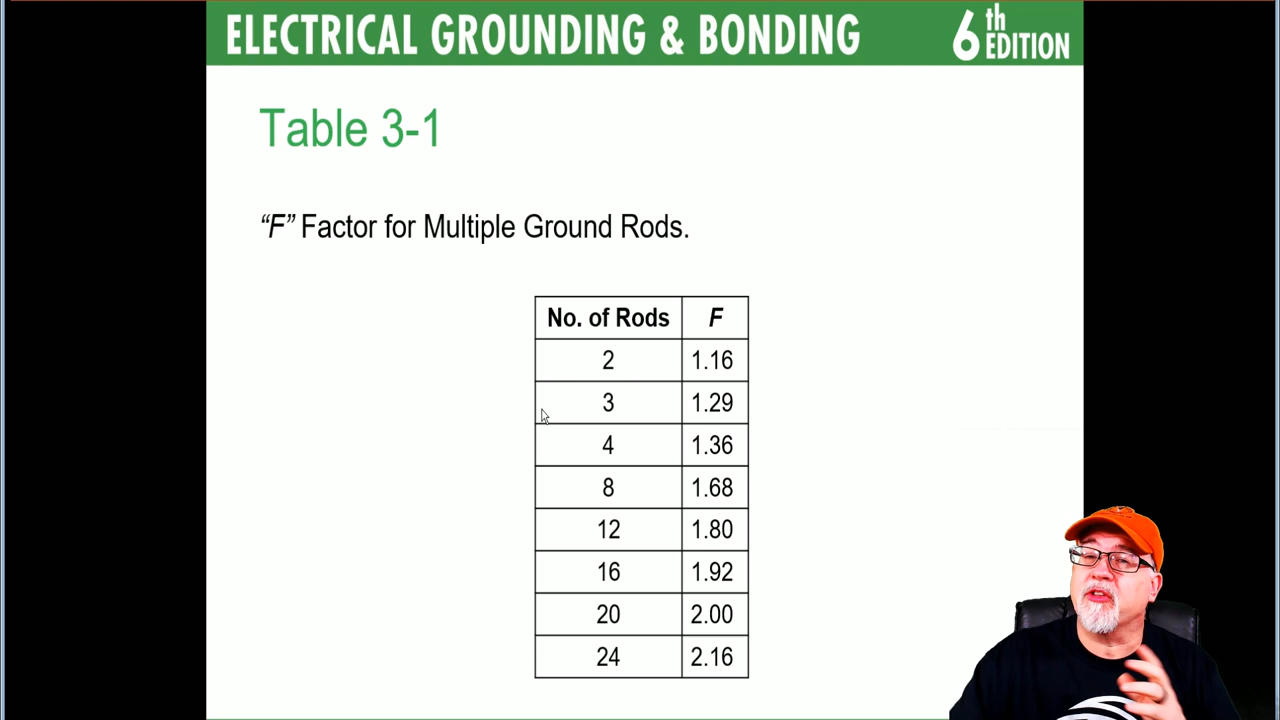 ELECTRICAL GROUNDING & BONDING 6th EDITION
Table 3-1
“F” Factor for Multiple Ground Rods.
No. of Rods F
2 1.16
3 1.29
4 1.36
8 1.68
12 1.80
16 1.92
20 2.00
24 2.16